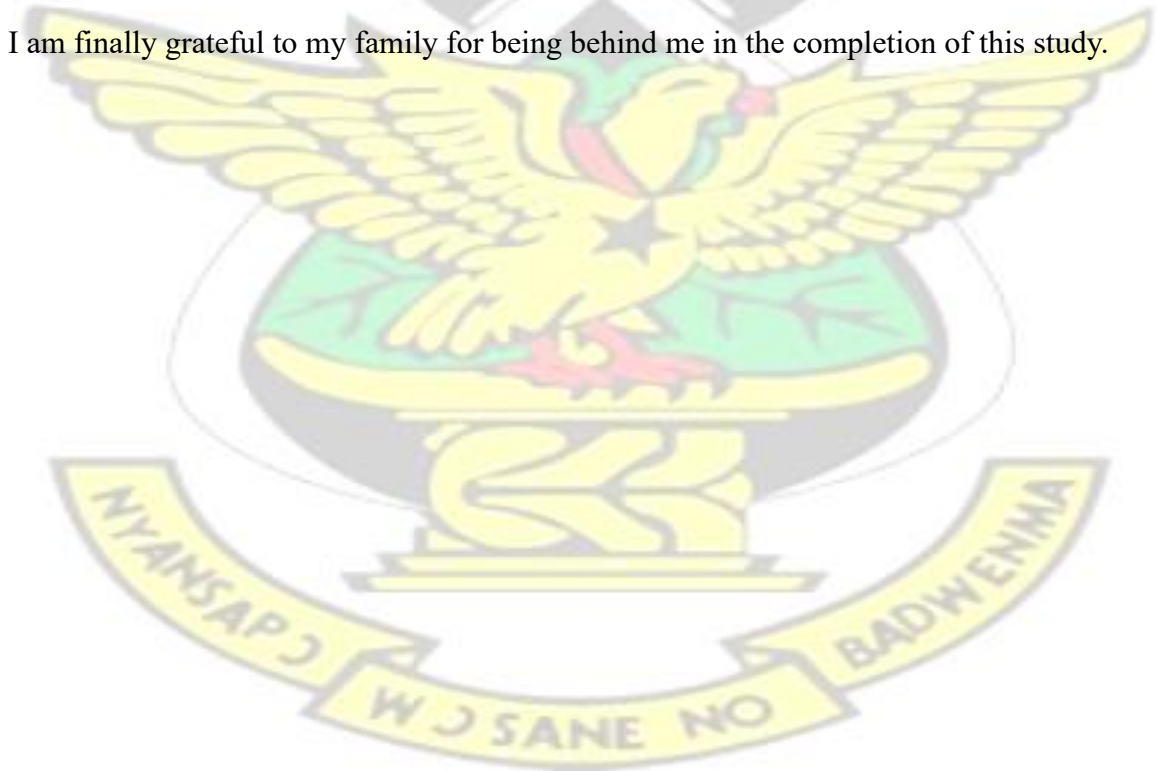 I am finally grateful to my family for being behind me in the completion of this study.
NYANSAPƆ
WƆSANE NO
BADWENMA